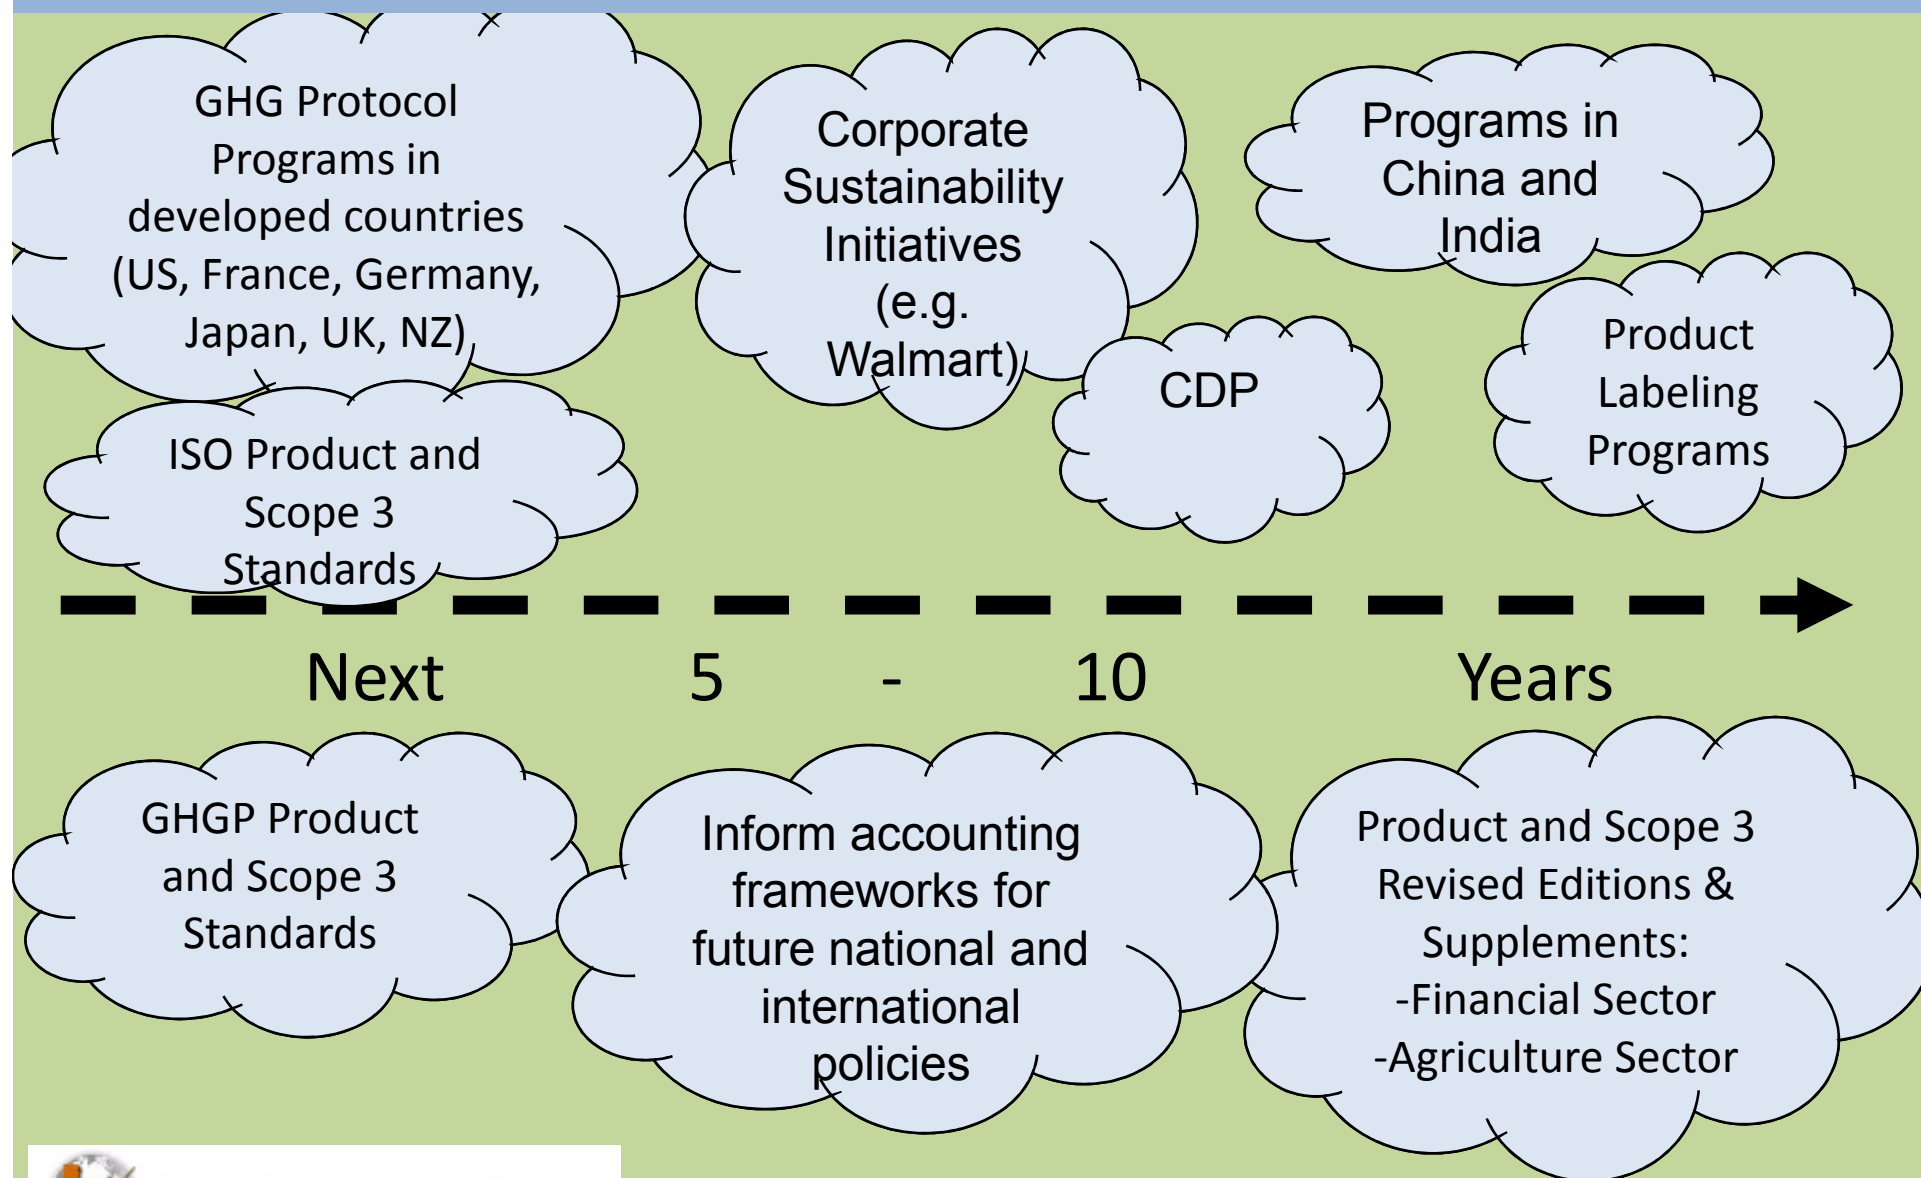 GHG Protocol
Programs in
developed countries
(US, France, Germany,
Japan, UK, NZ)
Corporate
Sustainability
Initiatives
(e.g.
Walmart)
Programs in
China and
India
CDP
Product
Labeling
Programs
ISO Product and
Scope 3
Standards
Next 5 - 10 Years
GHGP Product
and Scope 3
Standards
Inform accounting
frameworks for
future national and
international
policies
Product and Scope 3
Revised Editions &
Supplements:
-Financial Sector
-Agriculture Sector